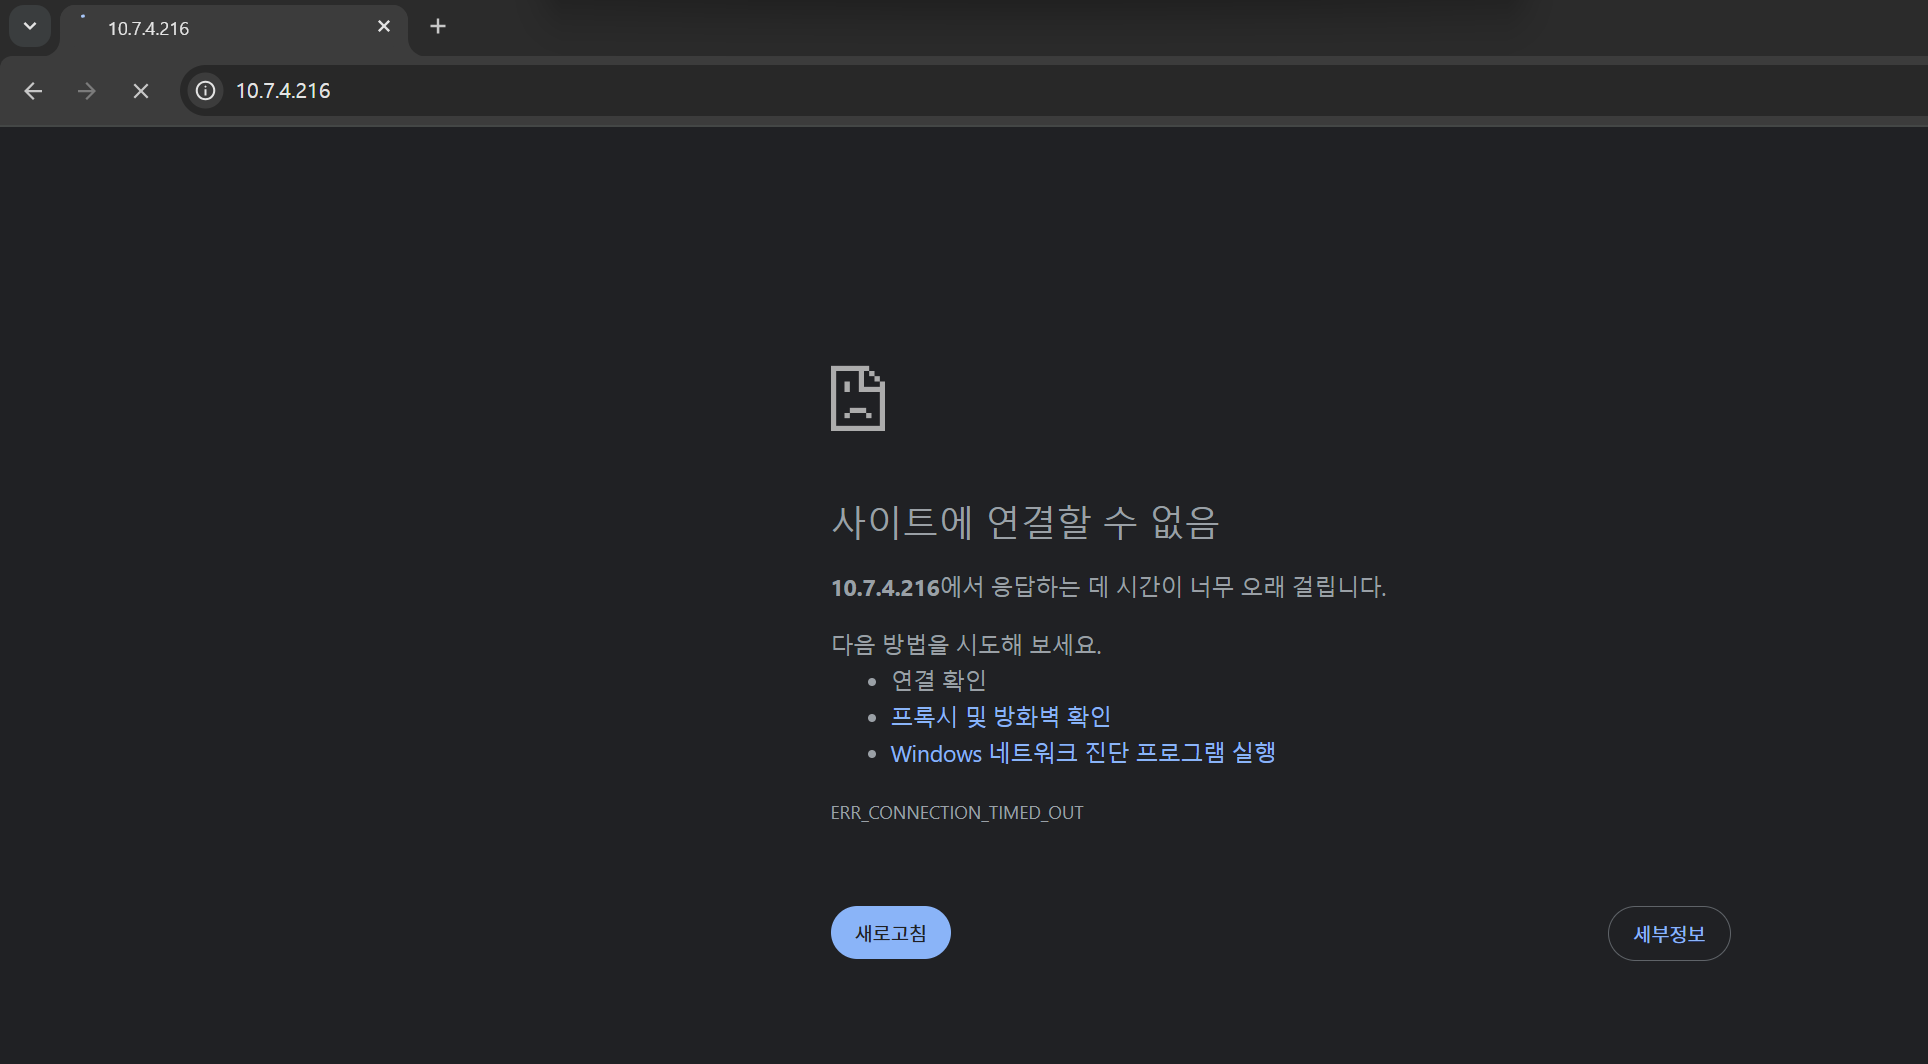 10.7.4.216
10.7.4.216
사이트에 연결할 수 없음
10.7.4.216에서 응답하는 데 시간이 너무 오래 걸립니다.
다음 방법을 시도해 보세요.
연결 확인
프록시 및 방화벽 확인
Windows 네트워크 진단 프로그램 실행
ERR_CONNECTION_TIMED_OUT
새로고침
세부정보